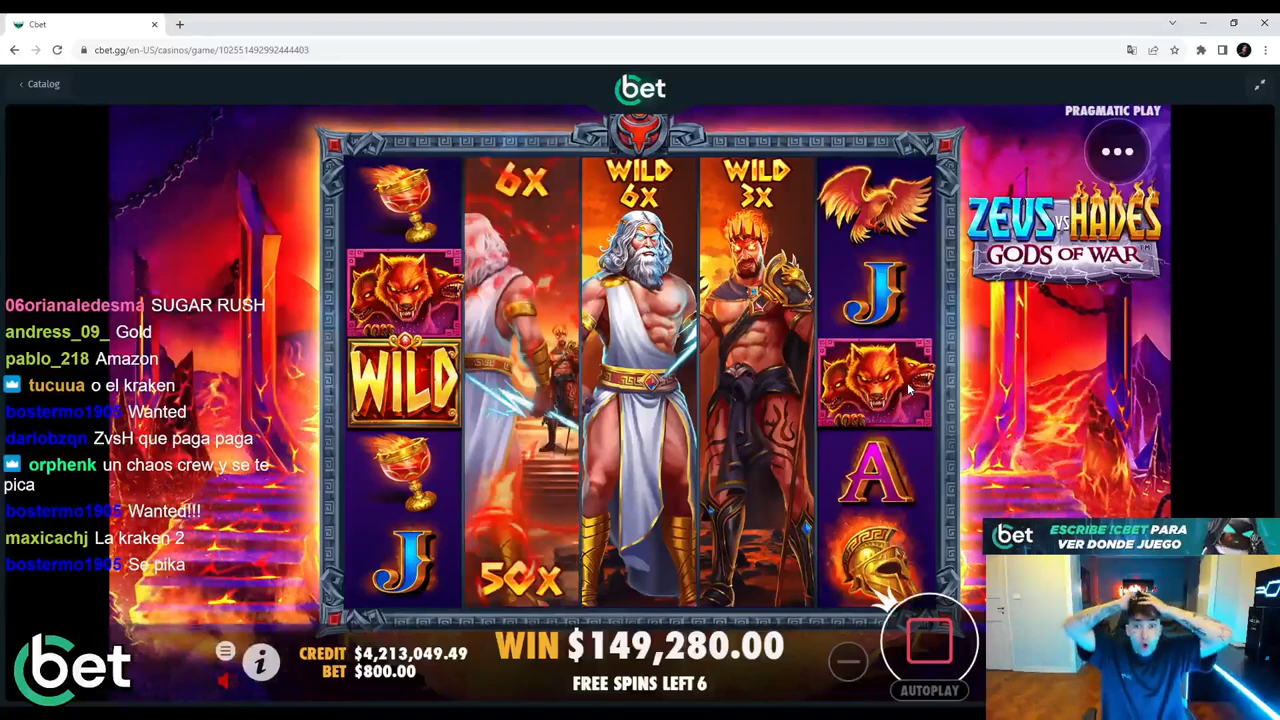 Cbet
cbet.gg/en-US/casinos/game/102551492992444403
Catalog
bet
PRAGMATIC PLAY
6X
WILD
6X
WILD
3X
ZEUS VS HADES
GODS OF WAR™
J
WILD
A
J
50X
06orianaledesma SUGAR RUSH
andress_09_ Gold
pablo_218 Amazon
tucuua o el kraken
bostermo1905 Wanted
dariobzqn ZvsH que paga paga
orphenk un chaos crew y se te
pica
bostermo1905 Wanted!!!
maxicachj La kraken 2
bostermo1905 Se pika
bet
ESCRIBE !CBET PARA
VER DONDE JUEGO
bet
CREDIT $4,213,049.49
BET $800.00
WIN $149,280.00
FREE SPINS LEFT 6
AUTOPLAY